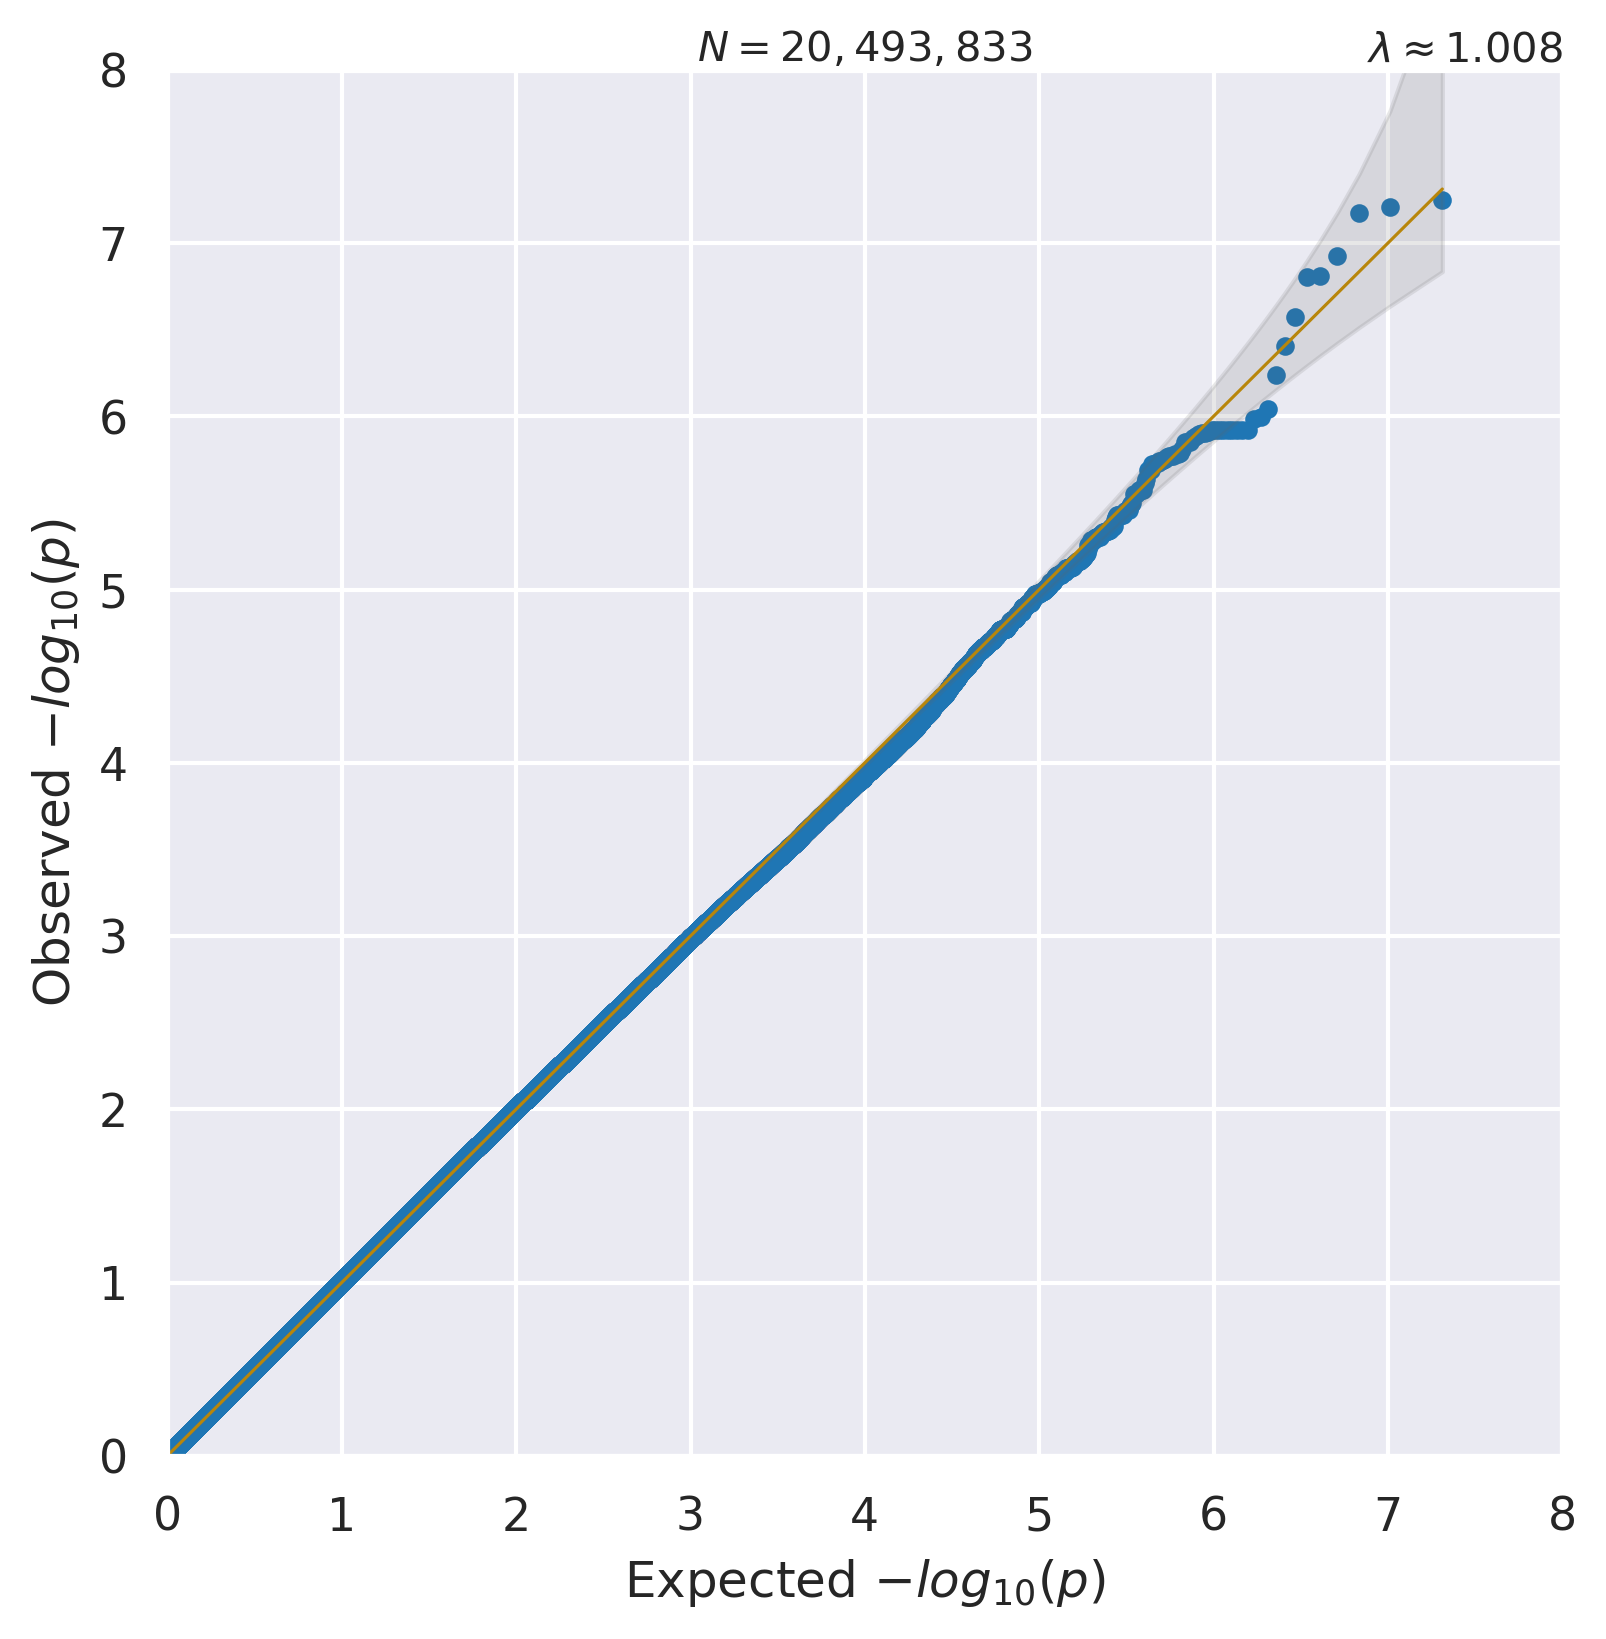 N = 20, 493, 833
λ ≈ 1.008
8
7
6
5
4
3
2
1
0
Observed −log₁₀(p)
0 1 2 3 4 5 6 7 8
Expected −log₁₀(p)